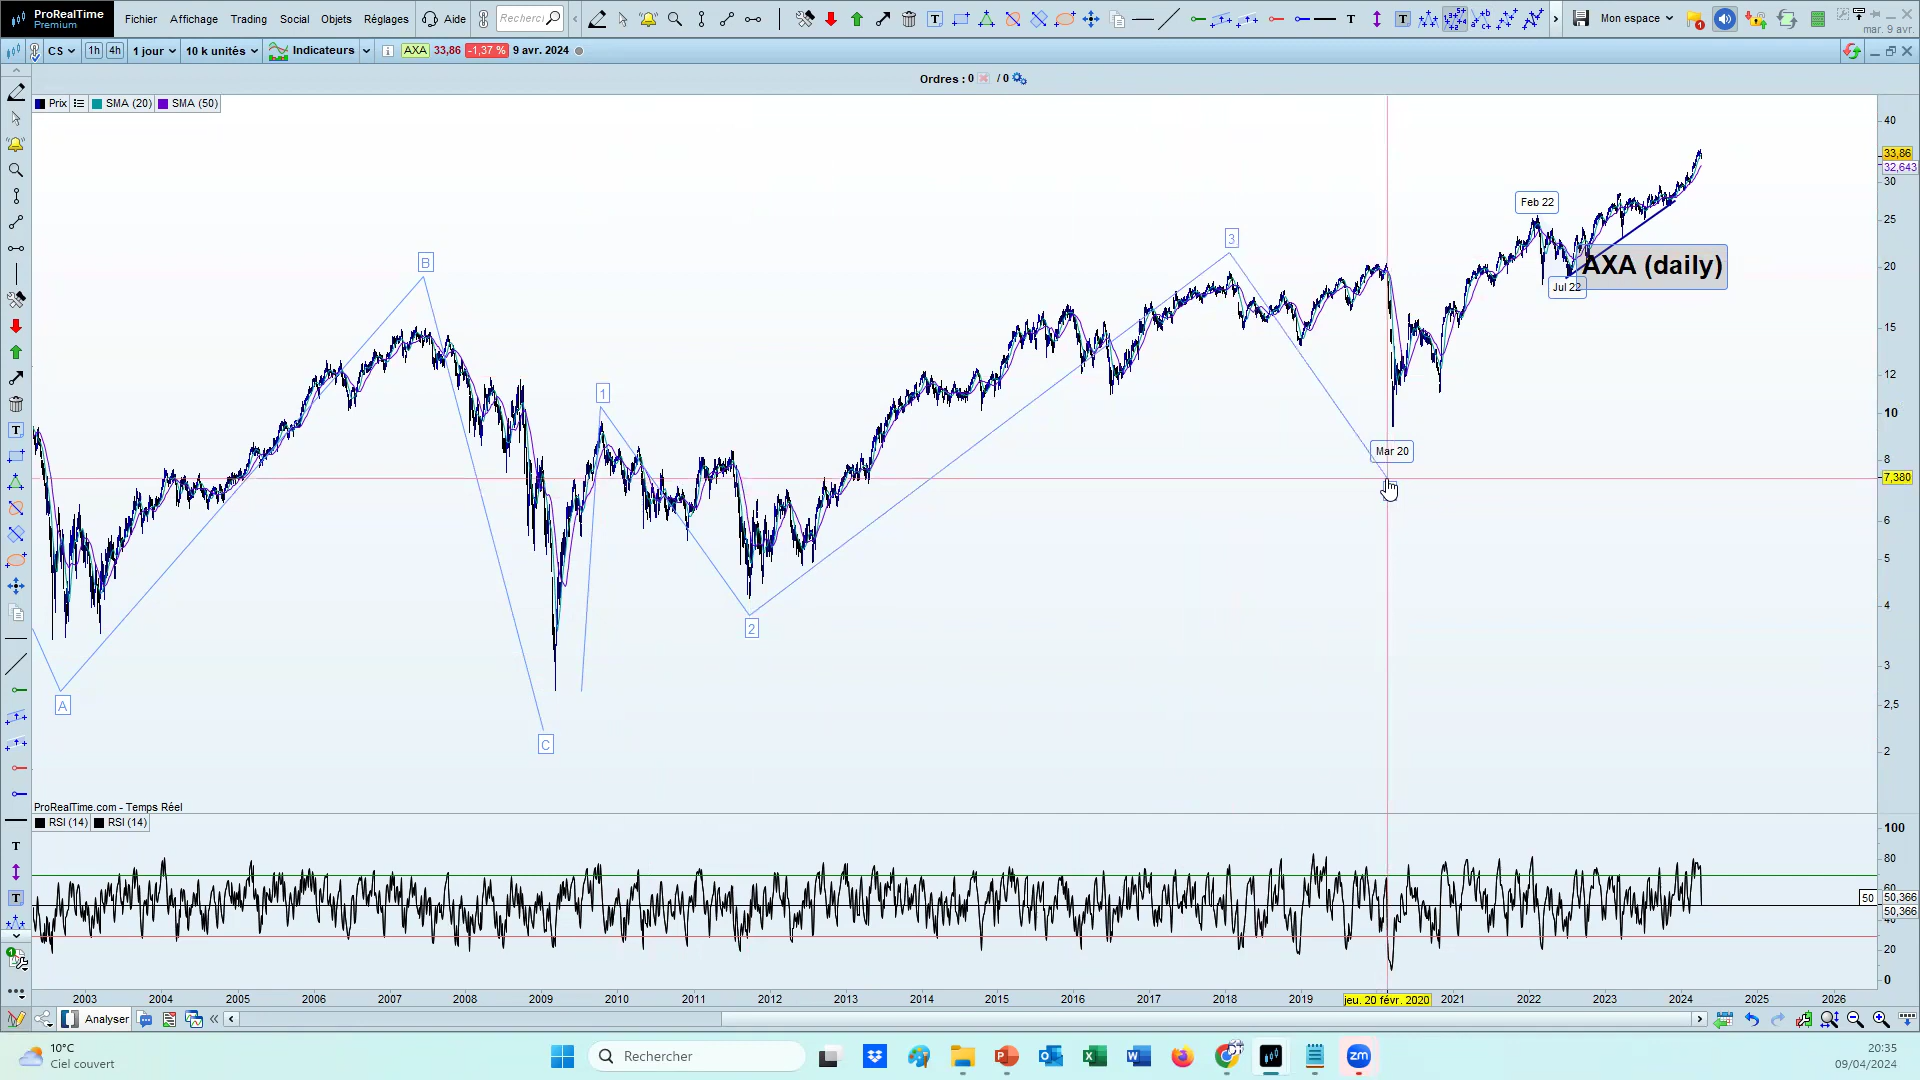 ProRealTime
Premium
Fichier Affichage Trading Social Objets Réglages Aide
Mon espace
mar. 9 avr.
CS 1h 4h 1 jour 10 k unités Indicateurs AXA 33,86 -1,37 % 9 avr. 2024
Ordres : 0 / 0
Prix SMA (20) SMA (50)
40
33,86
32,643
30
25
20
15
12
10
8
7,380
6
5
4
3
2,5
2
Feb 22
AXA (daily)
Jul 22
Mar 20
A
B
C
1
2
3
ProRealTime.com - Temps Réel
RSI (14) RSI (14)
100
80
50
50,366
50,366
20
0
2003 2004 2005 2006 2007 2008 2009 2010 2011 2012 2013 2014 2015 2016 2017 2018 2019 jeu. 20 févr. 2020 2021 2022 2023 2024 2025 2026
Analyser
10°C
Ciel couvert
Rechercher
20:35
09/04/2024